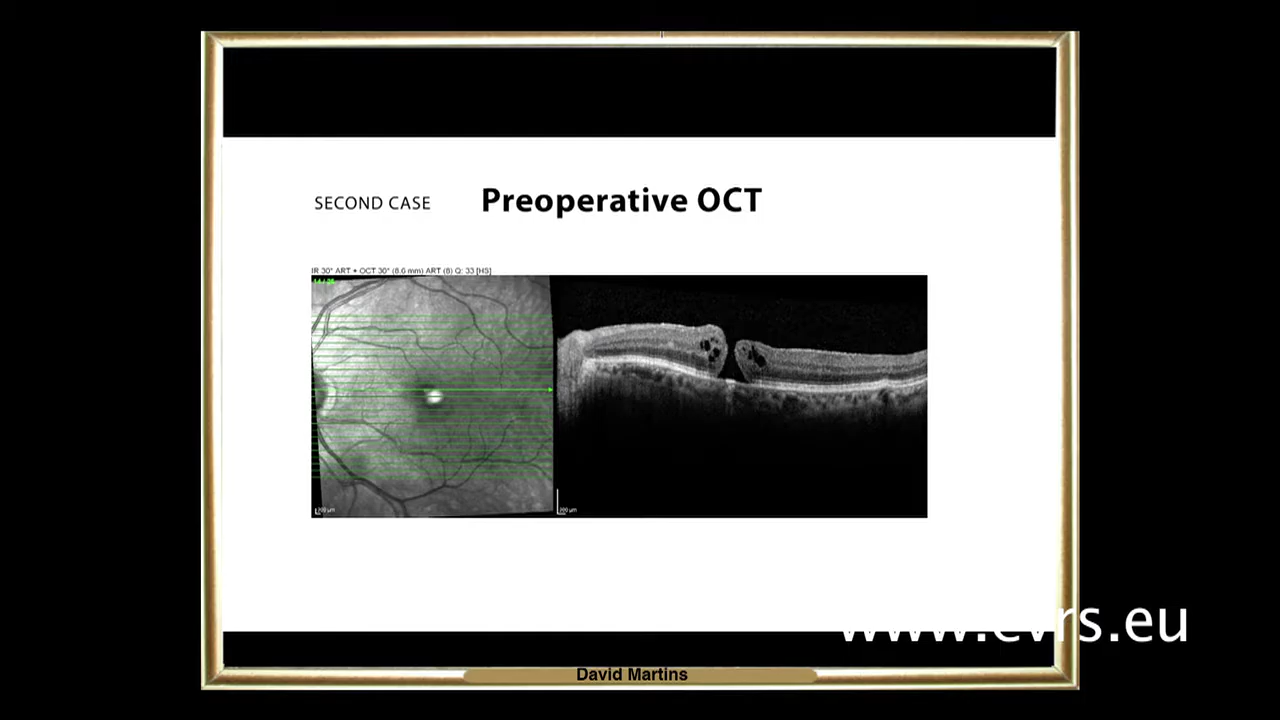 SECOND CASE
Preoperative OCT
IR 30° ART + OCT 30° (8.6 mm) ART (8) Q: 33 [HS]
200 µm
200 µm
www.evrs.eu
David Martins